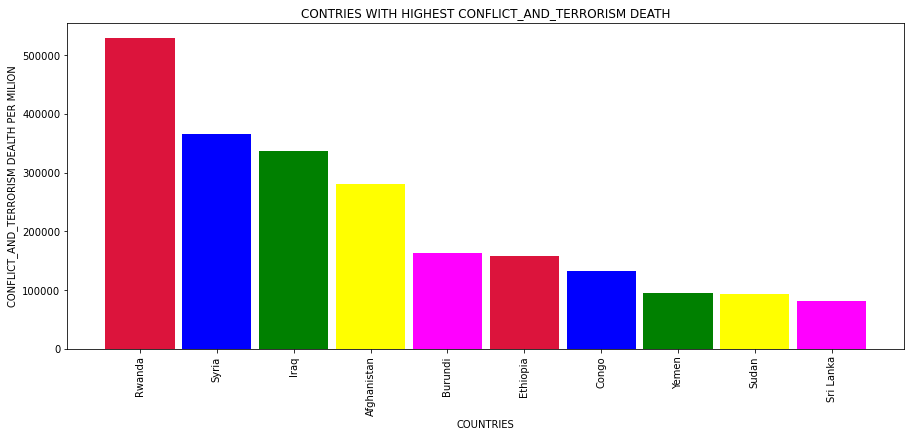 CONTRIES WITH HIGHEST CONFLICT_AND_TERRORISM DEATH
CONFLICT_AND_TERRORISM DEALTH PER MILION
500000
400000
300000
200000
100000
0
Rwanda
Syria
Iraq
Afghanistan
Burundi
Ethiopia
Congo
Yemen
Sudan
Sri Lanka
COUNTRIES